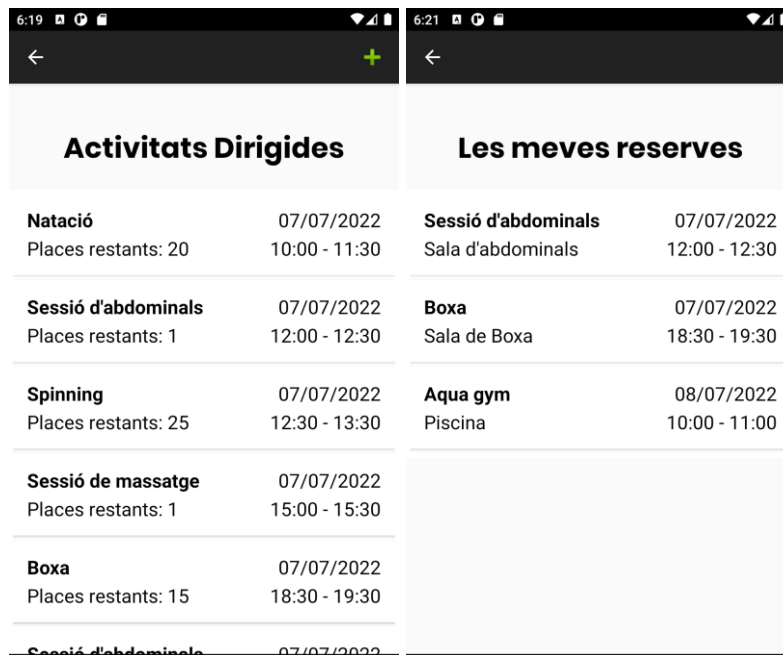 6:19
Activitats Dirigides
Natació 07/07/2022
Places restants: 20 10:00 - 11:30
Sessió d'abdominals 07/07/2022
Places restants: 1 12:00 - 12:30
Spinning 07/07/2022
Places restants: 25 12:30 - 13:30
Sessió de massatge 07/07/2022
Places restants: 1 15:00 - 15:30
Boxa 07/07/2022
Places restants: 15 18:30 - 19:30
Sessió d'abdominals 07/07/2022
6:21
Les meves reserves
Sessió d'abdominals 07/07/2022
Sala d'abdominals 12:00 - 12:30
Boxa 07/07/2022
Sala de Boxa 18:30 - 19:30
Aqua gym 08/07/2022
Piscina 10:00 - 11:00